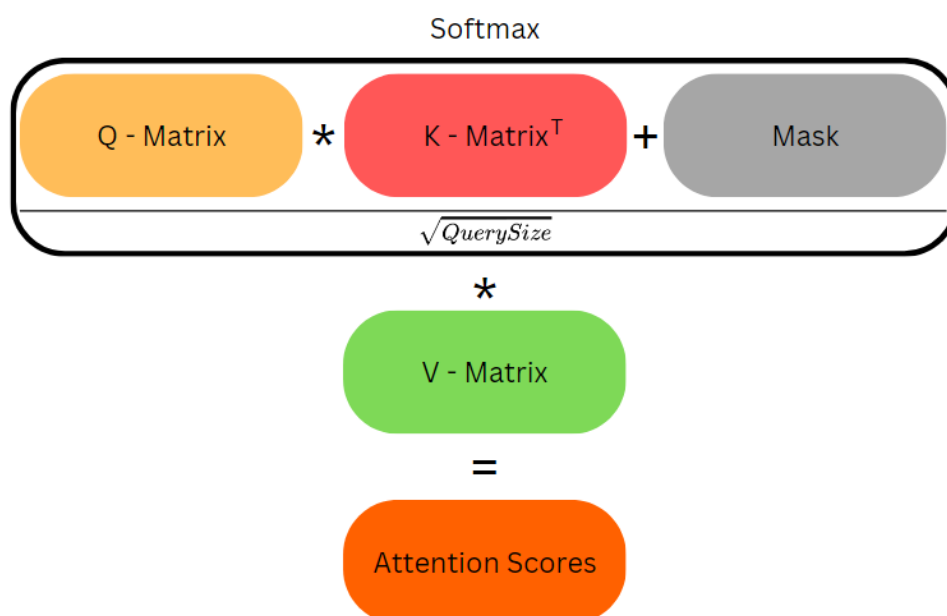 Softmax
Q - Matrix * K - Matrix^T + Mask
√QuerySize
*
V - Matrix
=
Attention Scores